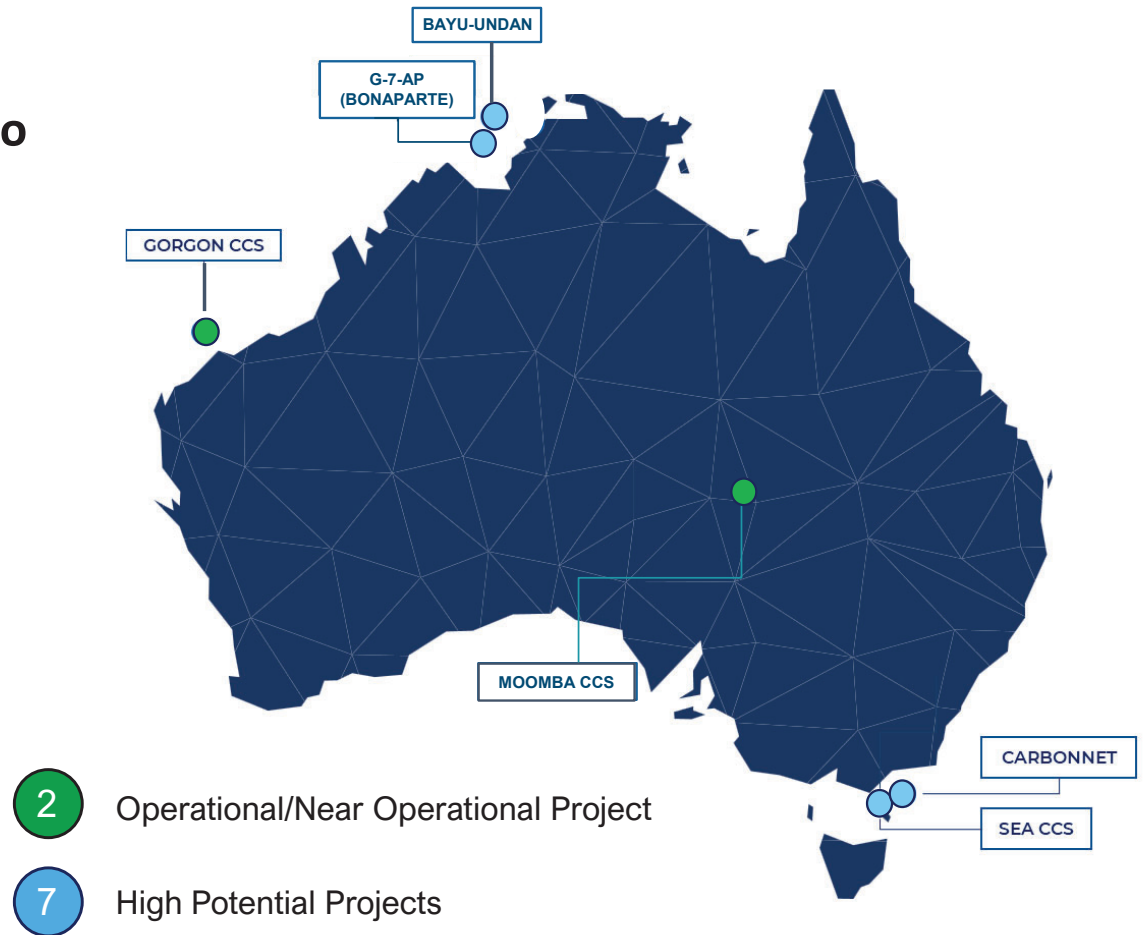 BAYU-UNDAN
G-7-AP
(BONAPARTE)
o
GORGON CCS
MOOMBA CCS
CARBONNET
SEA CCS
2 Operational/Near Operational Project
7 High Potential Projects